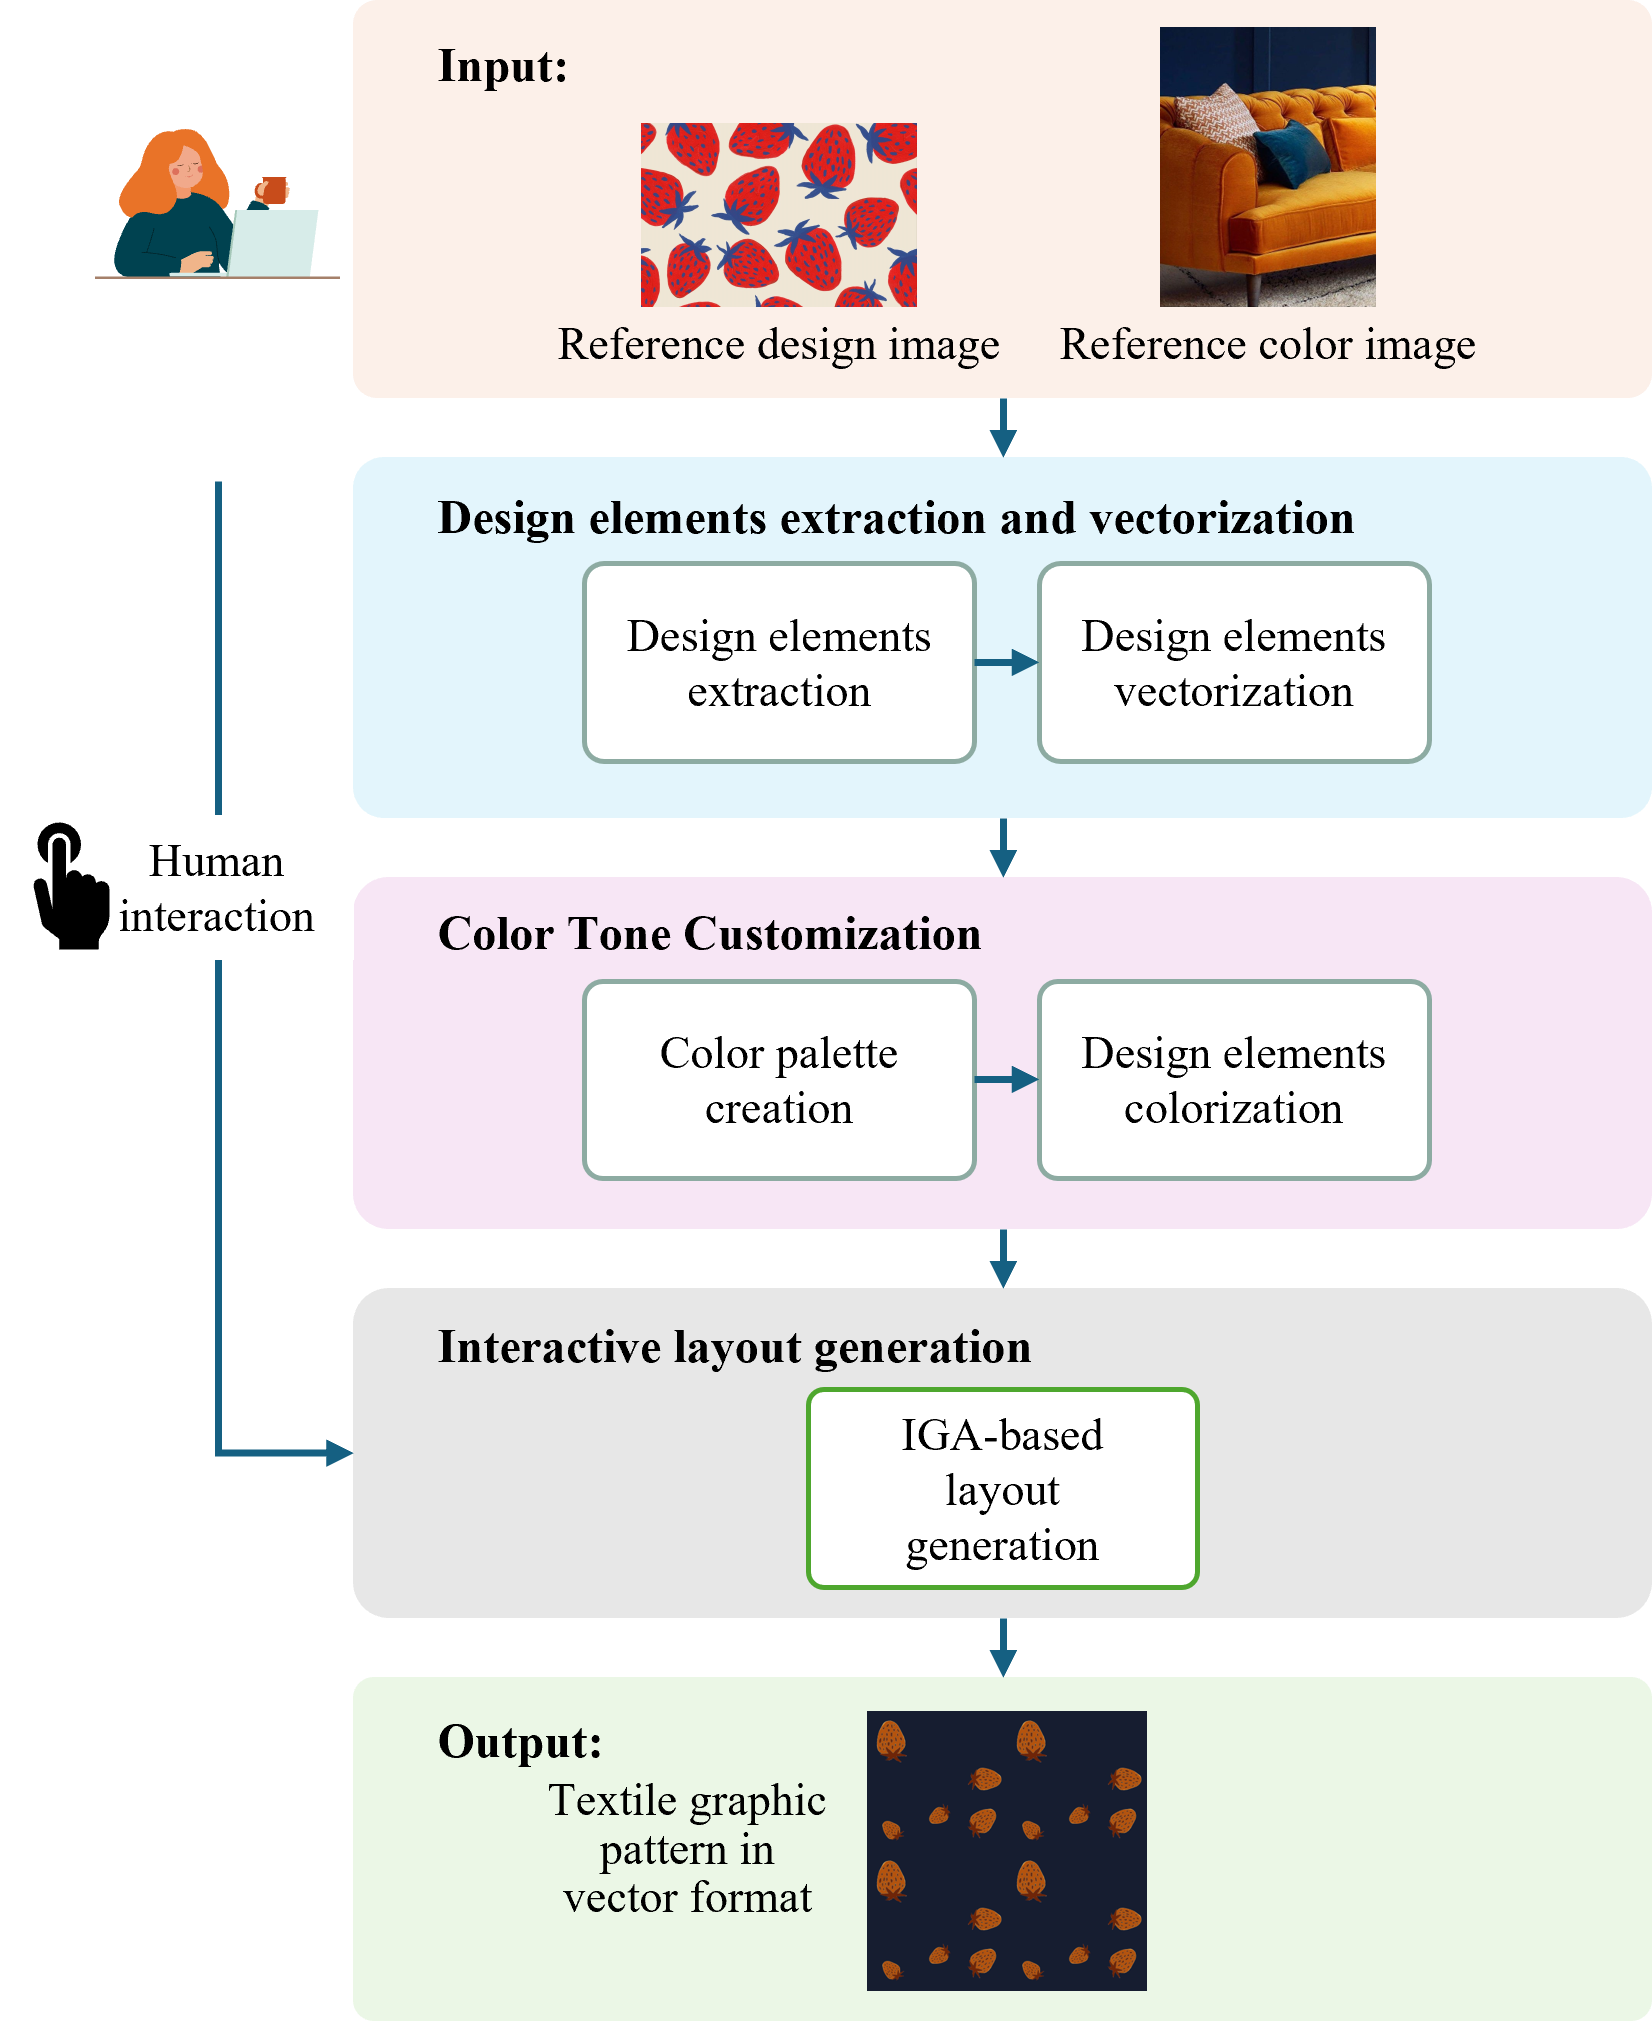 Input:
Reference design image
Reference color image
Design elements extraction and vectorization
Design elements
extraction
Design elements
vectorization
Human
interaction
Color Tone Customization
Color palette
creation
Design elements
colorization
Interactive layout generation
IGA-based
layout
generation
Output:
Textile graphic
pattern in
vector format